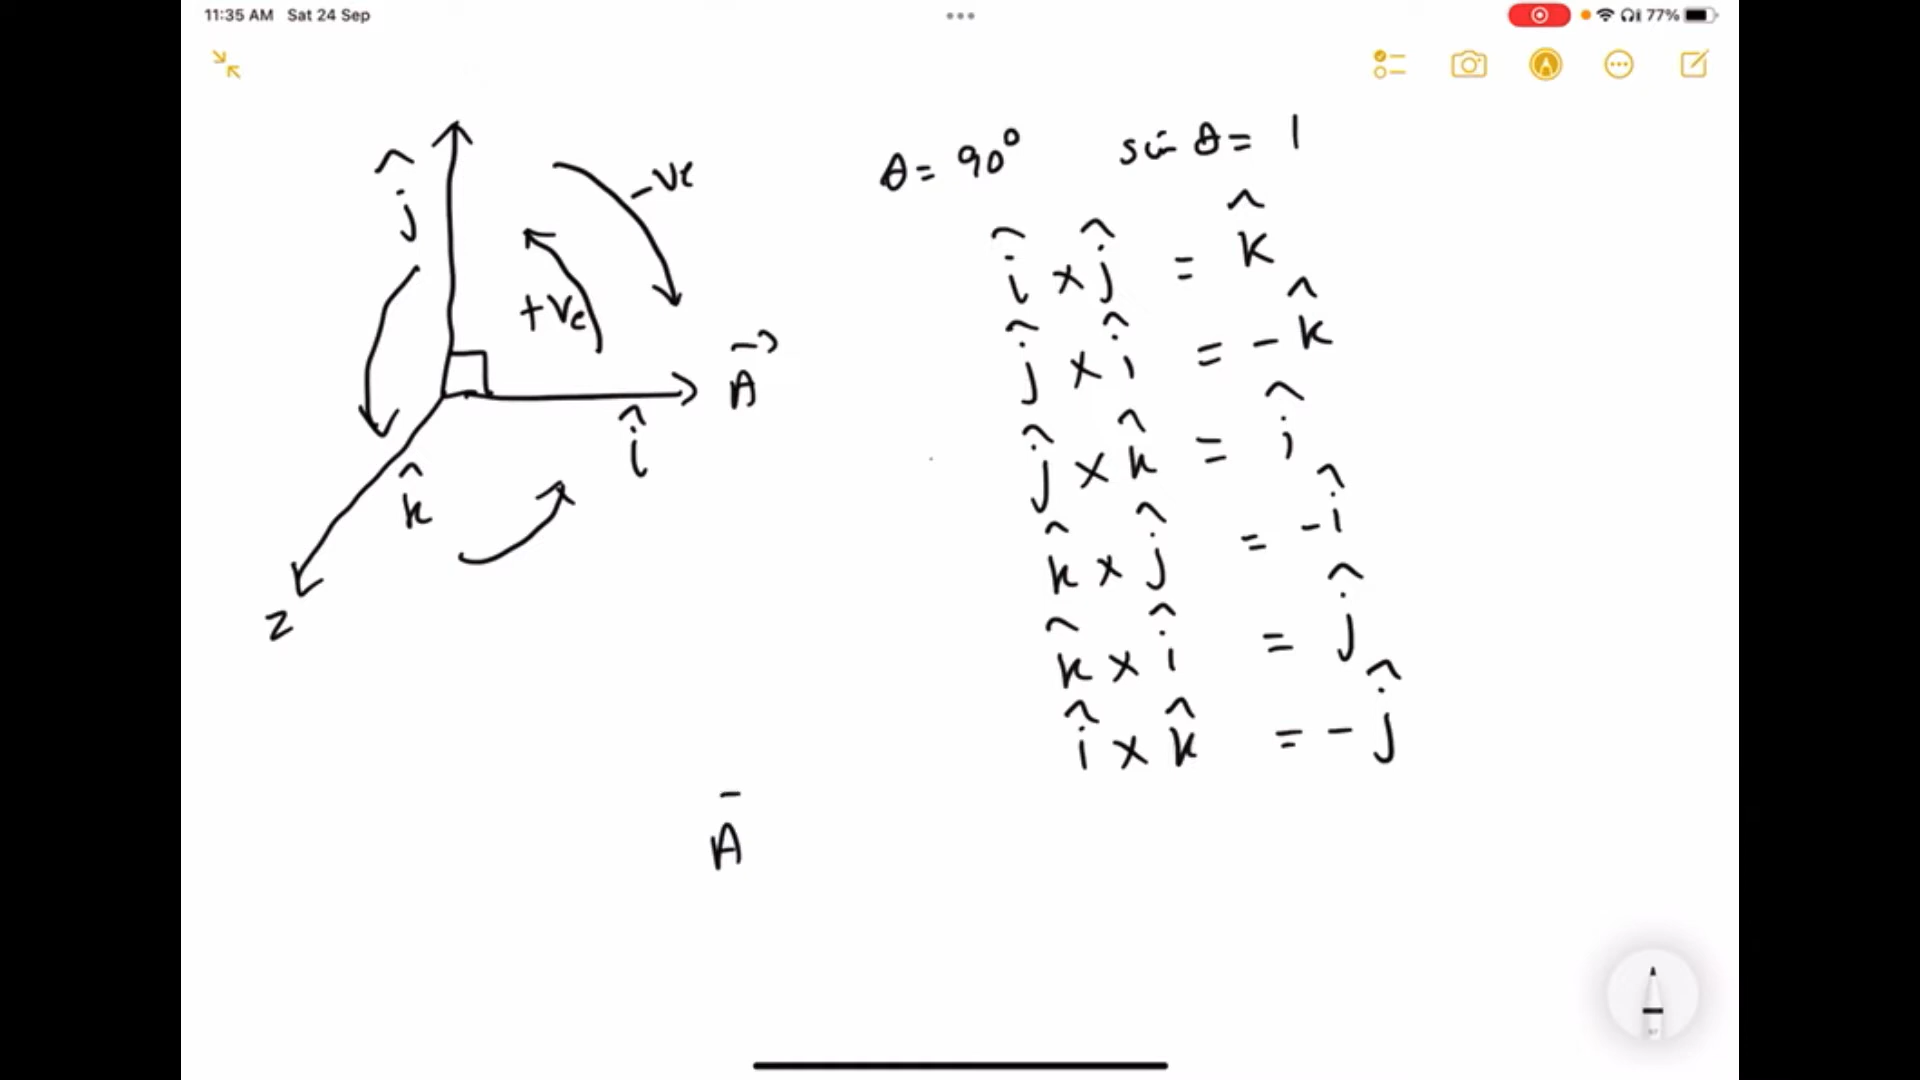 11:35 AM Sat 24 Sep
77%
θ = 90° sin θ = 1
ĵ
-ve
+ve
A⃗
î
k̂
z
î × ĵ = k̂
ĵ × î = - k̂
ĵ × k̂ = î
k̂ × ĵ = - î
k̂ × î = ĵ
î × k̂ = - ĵ
Ā